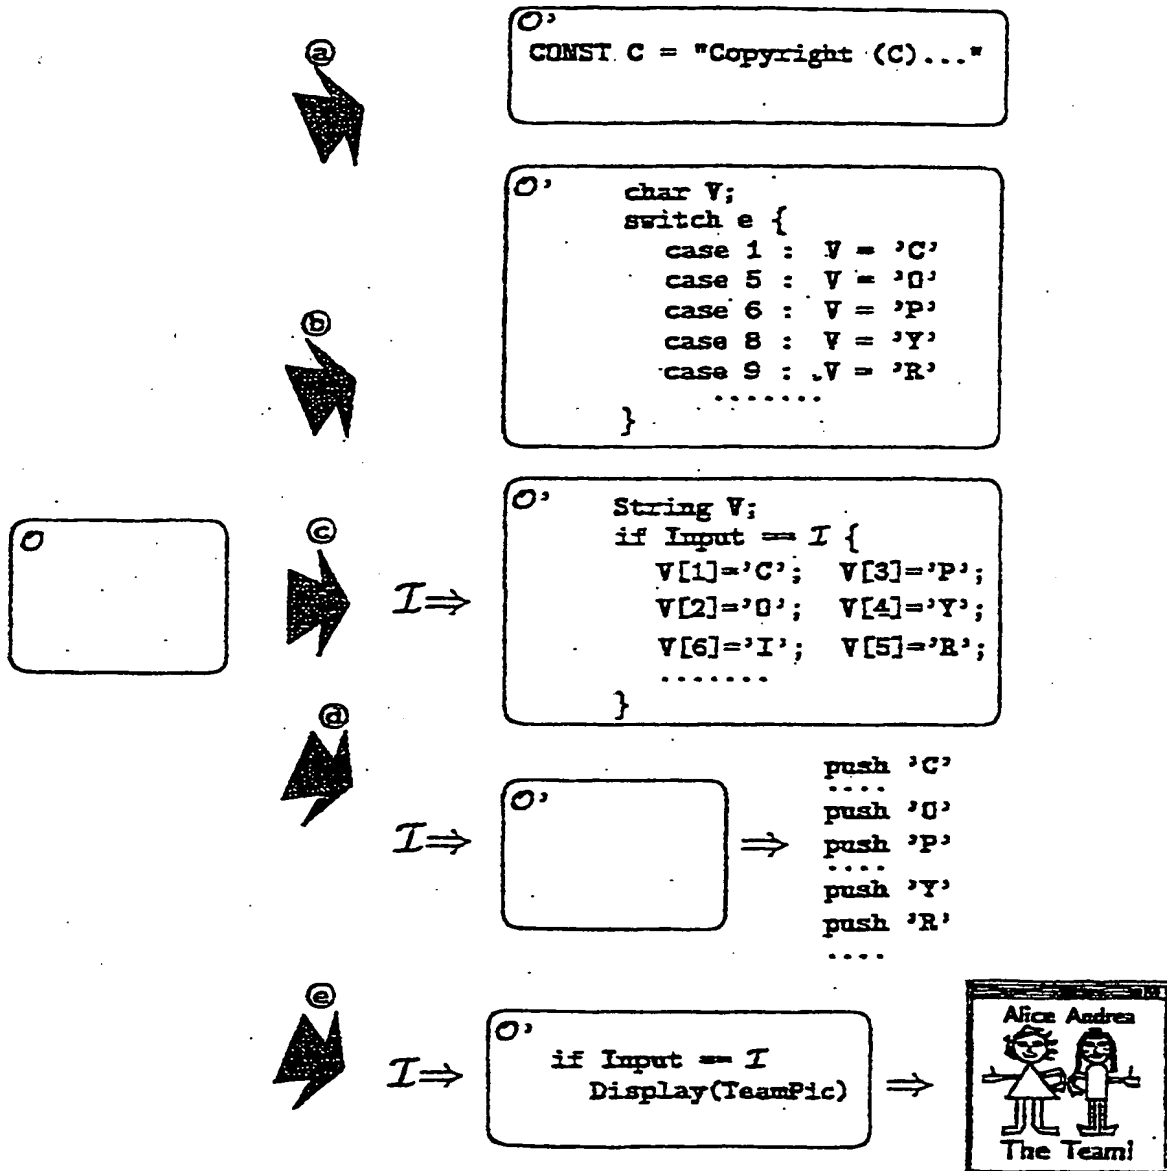 ⓐ
O'
CONST C = "Copyright (C)..."
ⓑ
O'
char V;
switch e {
case 1 : V = 'C'
case 5 : V = 'O'
case 6 : V = 'P'
case 8 : V = 'Y'
case 9 : V = 'R'
.......
}
O
ⓒ
I⇒
O'
String V;
if Input == I {
V[1]='C'; V[3]='P';
V[2]='O'; V[4]='Y';
V[6]='I'; V[5]='R';
.......
}
ⓓ
I⇒
O'
⇒
push 'C'
....
push 'O'
push 'P'
....
push 'Y'
push 'R'
....
ⓔ
I⇒
O'
if Input == I
Display(TeamPic)
⇒
Alice Andrea
The Team!